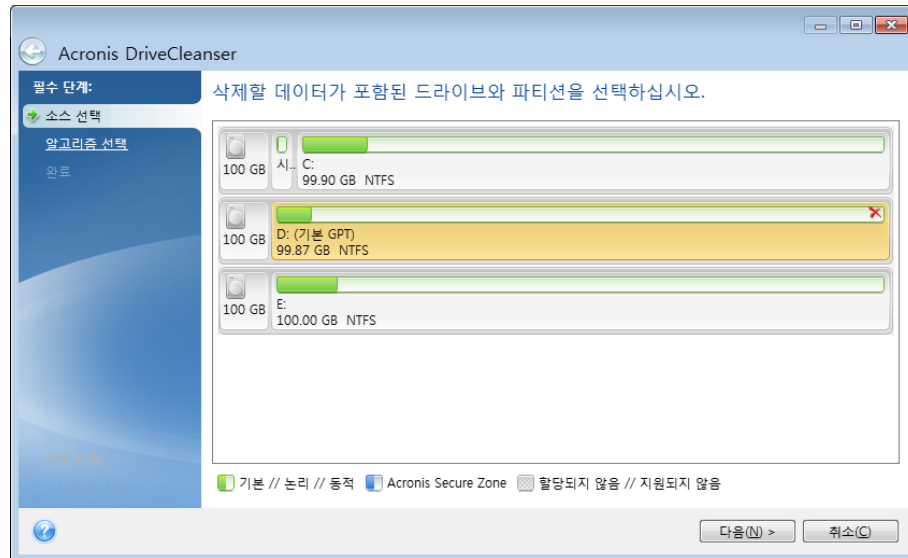 Acronis DriveCleanser
필수 단계:
소스 선택
알고리즘 선택
완료
삭제할 데이터가 포함된 드라이브와 파티션을 선택하십시오.
100 GB
시..
C:
99.90 GB NTFS
100 GB
D: (기본 GPT)
99.87 GB NTFS
100 GB
E:
100.00 GB NTFS
기본 // 논리 // 동적 Acronis Secure Zone 할당되지 않음 // 지원되지 않음
다음(N) > 취소(C)